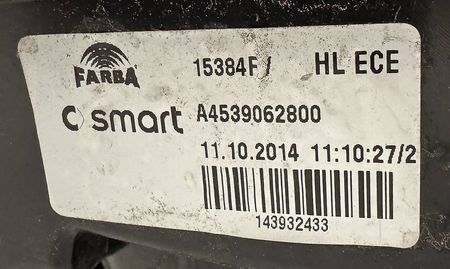 FARBA 15384F/ HL ECE
smart A4539062800
11.10.2014 11:10:27/2
143932433